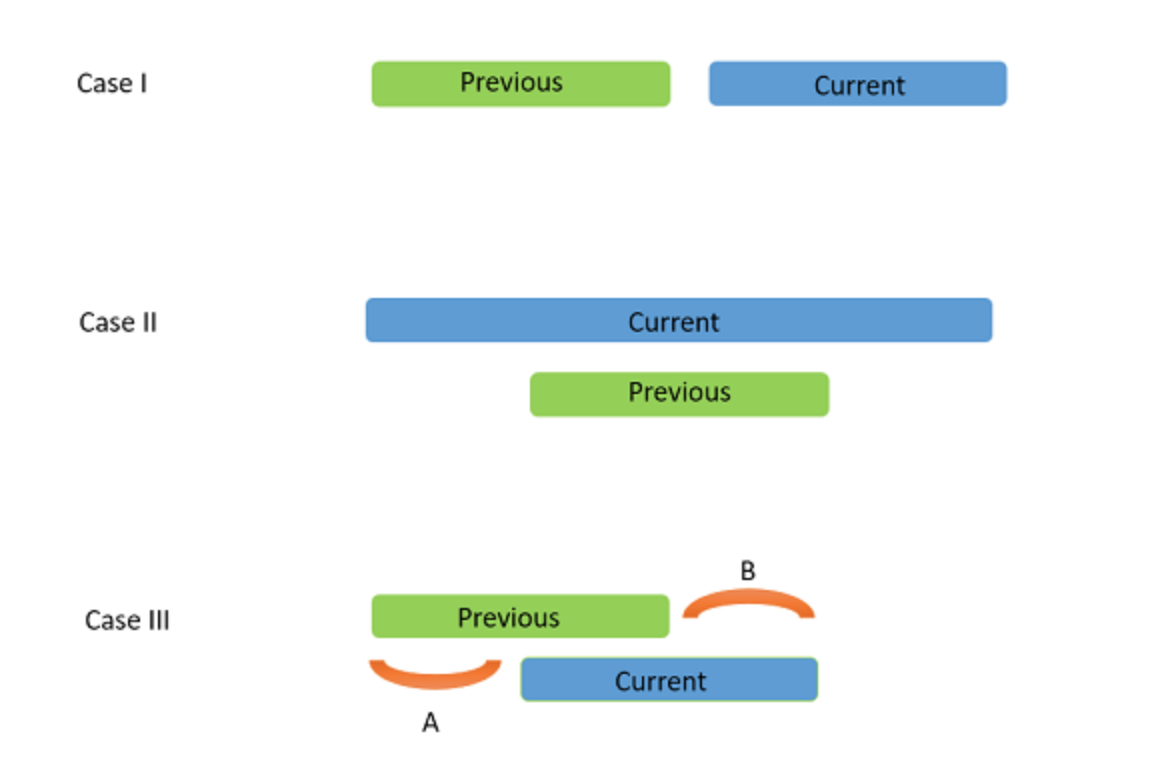 Case I
Previous
Current
Case II
Current
Previous
B
Case III
Previous
Current
A